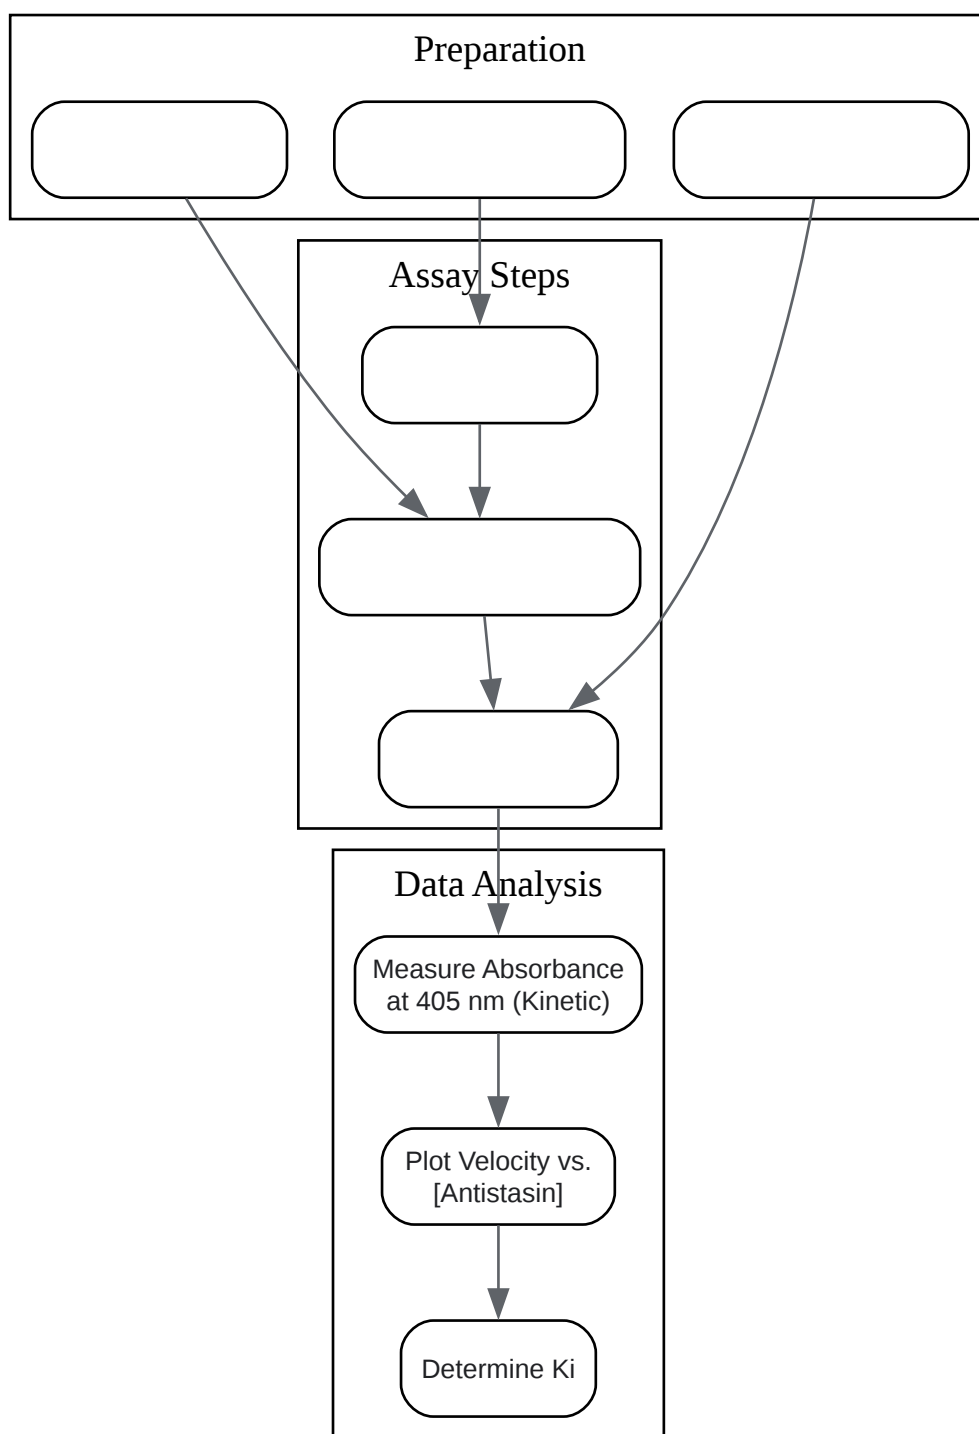 Preparation
Assay Steps
Data Analysis
Measure Absorbance
at 405 nm (Kinetic)
Plot Velocity vs.
[Antistasin]
Determine Ki